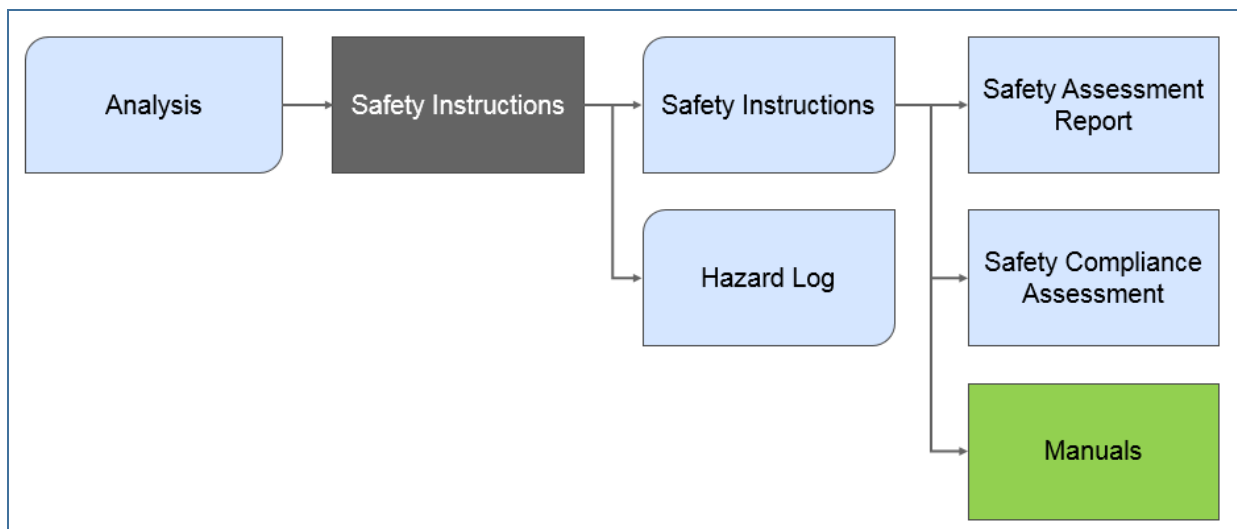 Analysis
Safety Instructions
Safety Instructions
Safety Assessment
Report
Hazard Log
Safety Compliance
Assessment
Manuals